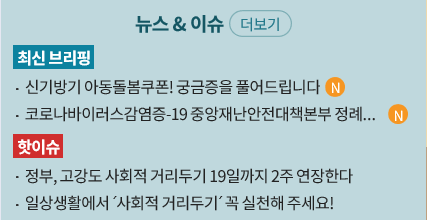 뉴스 & 이슈 더보기
최신 브리핑
· 신기방기 아동돌봄쿠폰! 궁금증을 풀어드립니다 N
· 코로나바이러스감염증-19 중앙재난안전대책본부 정례... N
핫이슈
· 정부, 고강도 사회적 거리두기 19일까지 2주 연장한다
· 일상생활에서 ´사회적 거리두기´ 꼭 실천해 주세요!